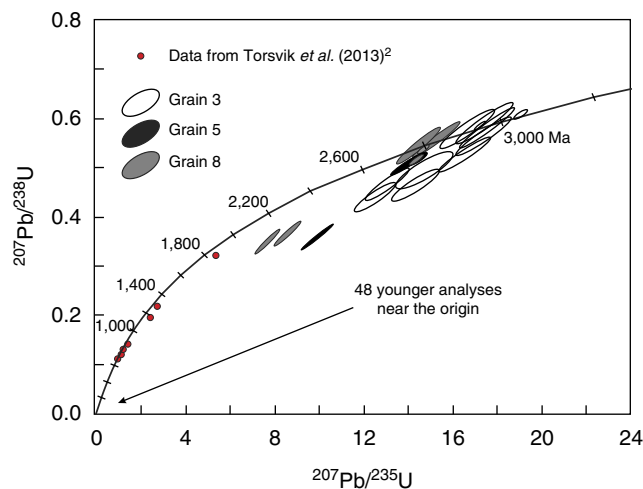 0.8
Data from Torsvik et al. (2013)²
Grain 3
Grain 5
Grain 8
0.6
3,000 Ma
2,600
²⁰⁷Pb/²³⁸U
0.4
2,200
1,800
48 younger analyses
near the origin
1,400
0.2
1,000
0.0
0 4 8 12 16 20 24
²⁰⁷Pb/²³⁵U